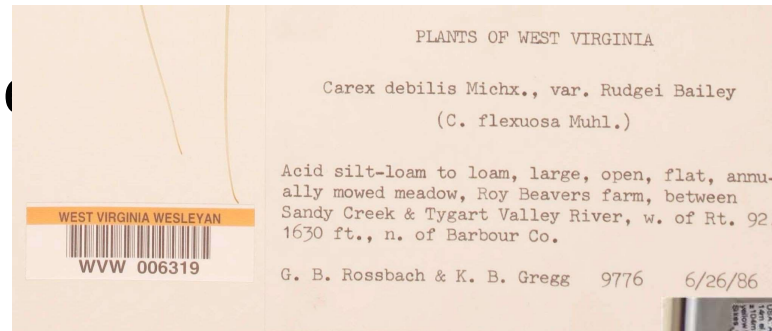 PLANTS OF WEST VIRGINIA
Carex debilis Michx., var. Rudgei Bailey
(C. flexuosa Muhl.)
Acid silt-loam to loam, large, open, flat, annu-
ally mowed meadow, Roy Beavers farm, between
Sandy Creek & Tygart Valley River, w. of Rt. 92
1630 ft., n. of Barbour Co.
G. B. Rossbach & K. B. Gregg 9776 6/26/86
WEST VIRGINIA WESLEYAN
WVW 006319